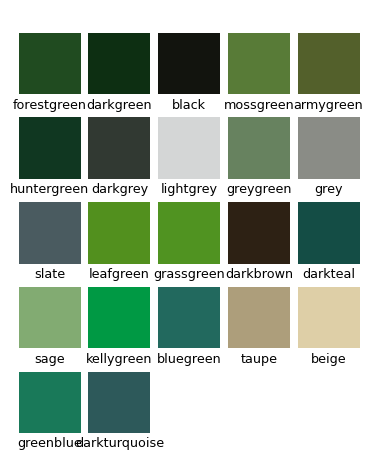 forestgreen darkgreen black mossgreen armygreen
huntergreen darkgrey lightgrey greygreen grey
slate leafgreen grassgreen darkbrown darkteal
sage kellygreen bluegreen taupe beige
greenblue darkturquoise